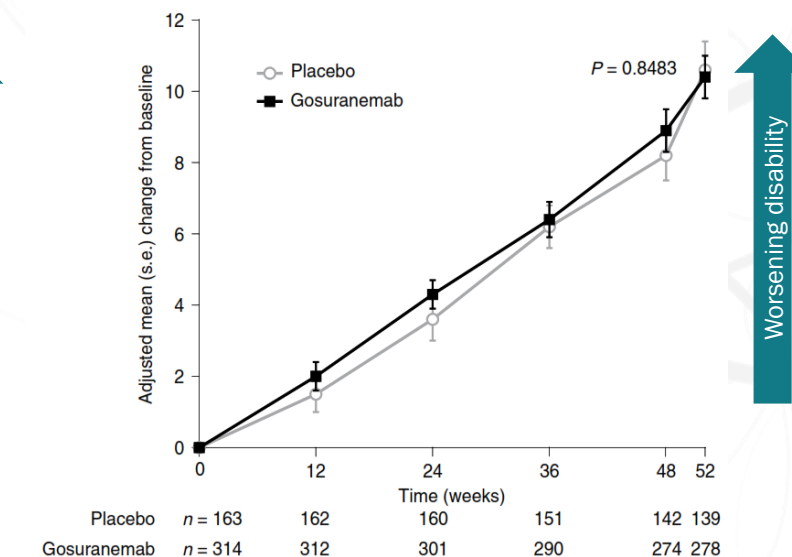 12
10
8
6
4
2
0
Adjusted mean (s.e.) change from baseline
Placebo
Gosuranemab
P = 0.8483
Worsening disability
0 12 24 36 48 52
Time (weeks)
Placebo n = 163 162 160 151 142 139
Gosuranemab n = 314 312 301 290 274 278